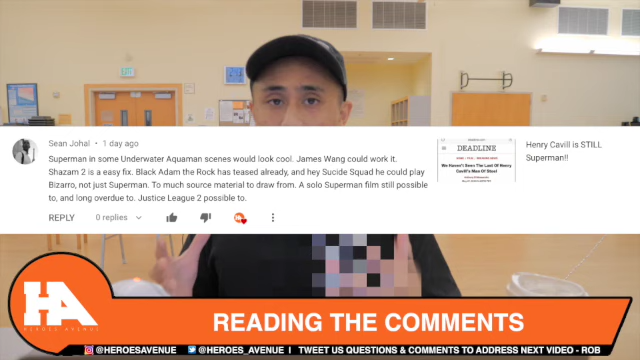 Sean Johal • 1 day ago
Superman in some Underwater Aquaman scenes would look cool. James Wang could work it.
Shazam 2 is a easy fix. Black Adam the Rock has teased already, and hey Sucide Squad he could play
Bizarro, not just Superman. To much source material to draw from. A solo Superman film still possible
to, and long overdue to. Justice League 2 possible to.
REPLY 0 replies
DEADLINE
We Haven't Seen The Last Of Henry
Cavill's Man Of Steel
Henry Cavill is STILL
Superman!!
HA
HEROES AVENUE
READING THE COMMENTS
@HEROESAVENUE @HEROES_AVENUE I TWEET US QUESTIONS & COMMENTS TO ADDRESS NEXT VIDEO - ROB